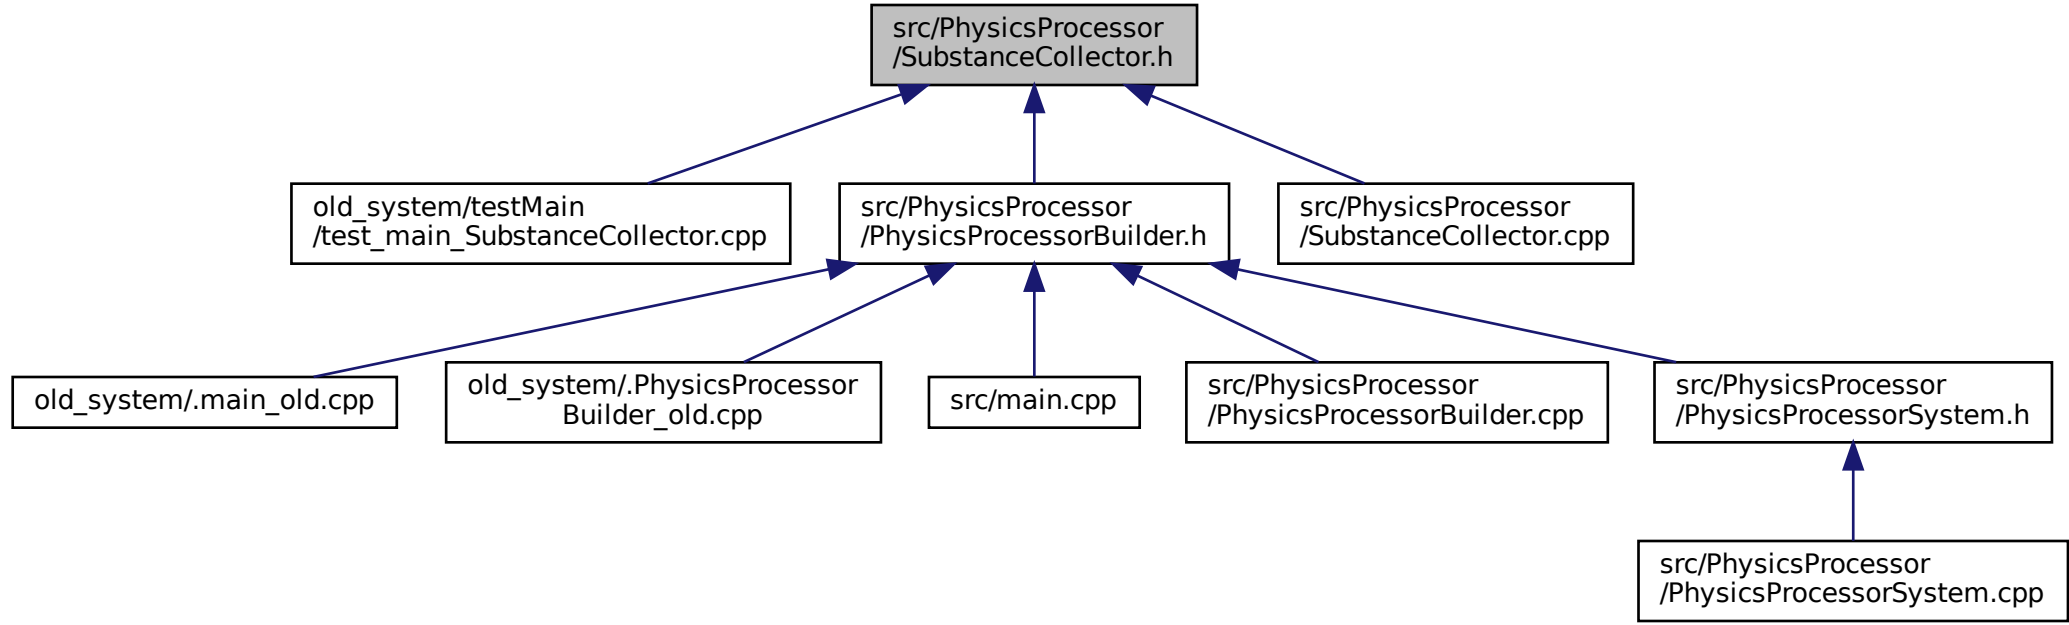 src/PhysicsProcessor
/SubstanceCollector.h
old_system/testMain
/test_main_SubstanceCollector.cpp
src/PhysicsProcessor
/PhysicsProcessorBuilder.h
src/PhysicsProcessor
/SubstanceCollector.cpp
old_system/.main_old.cpp
old_system/.PhysicsProcessor
Builder_old.cpp
src/main.cpp
src/PhysicsProcessor
/PhysicsProcessorBuilder.cpp
src/PhysicsProcessor
/PhysicsProcessorSystem.h
src/PhysicsProcessor
/PhysicsProcessorSystem.cpp